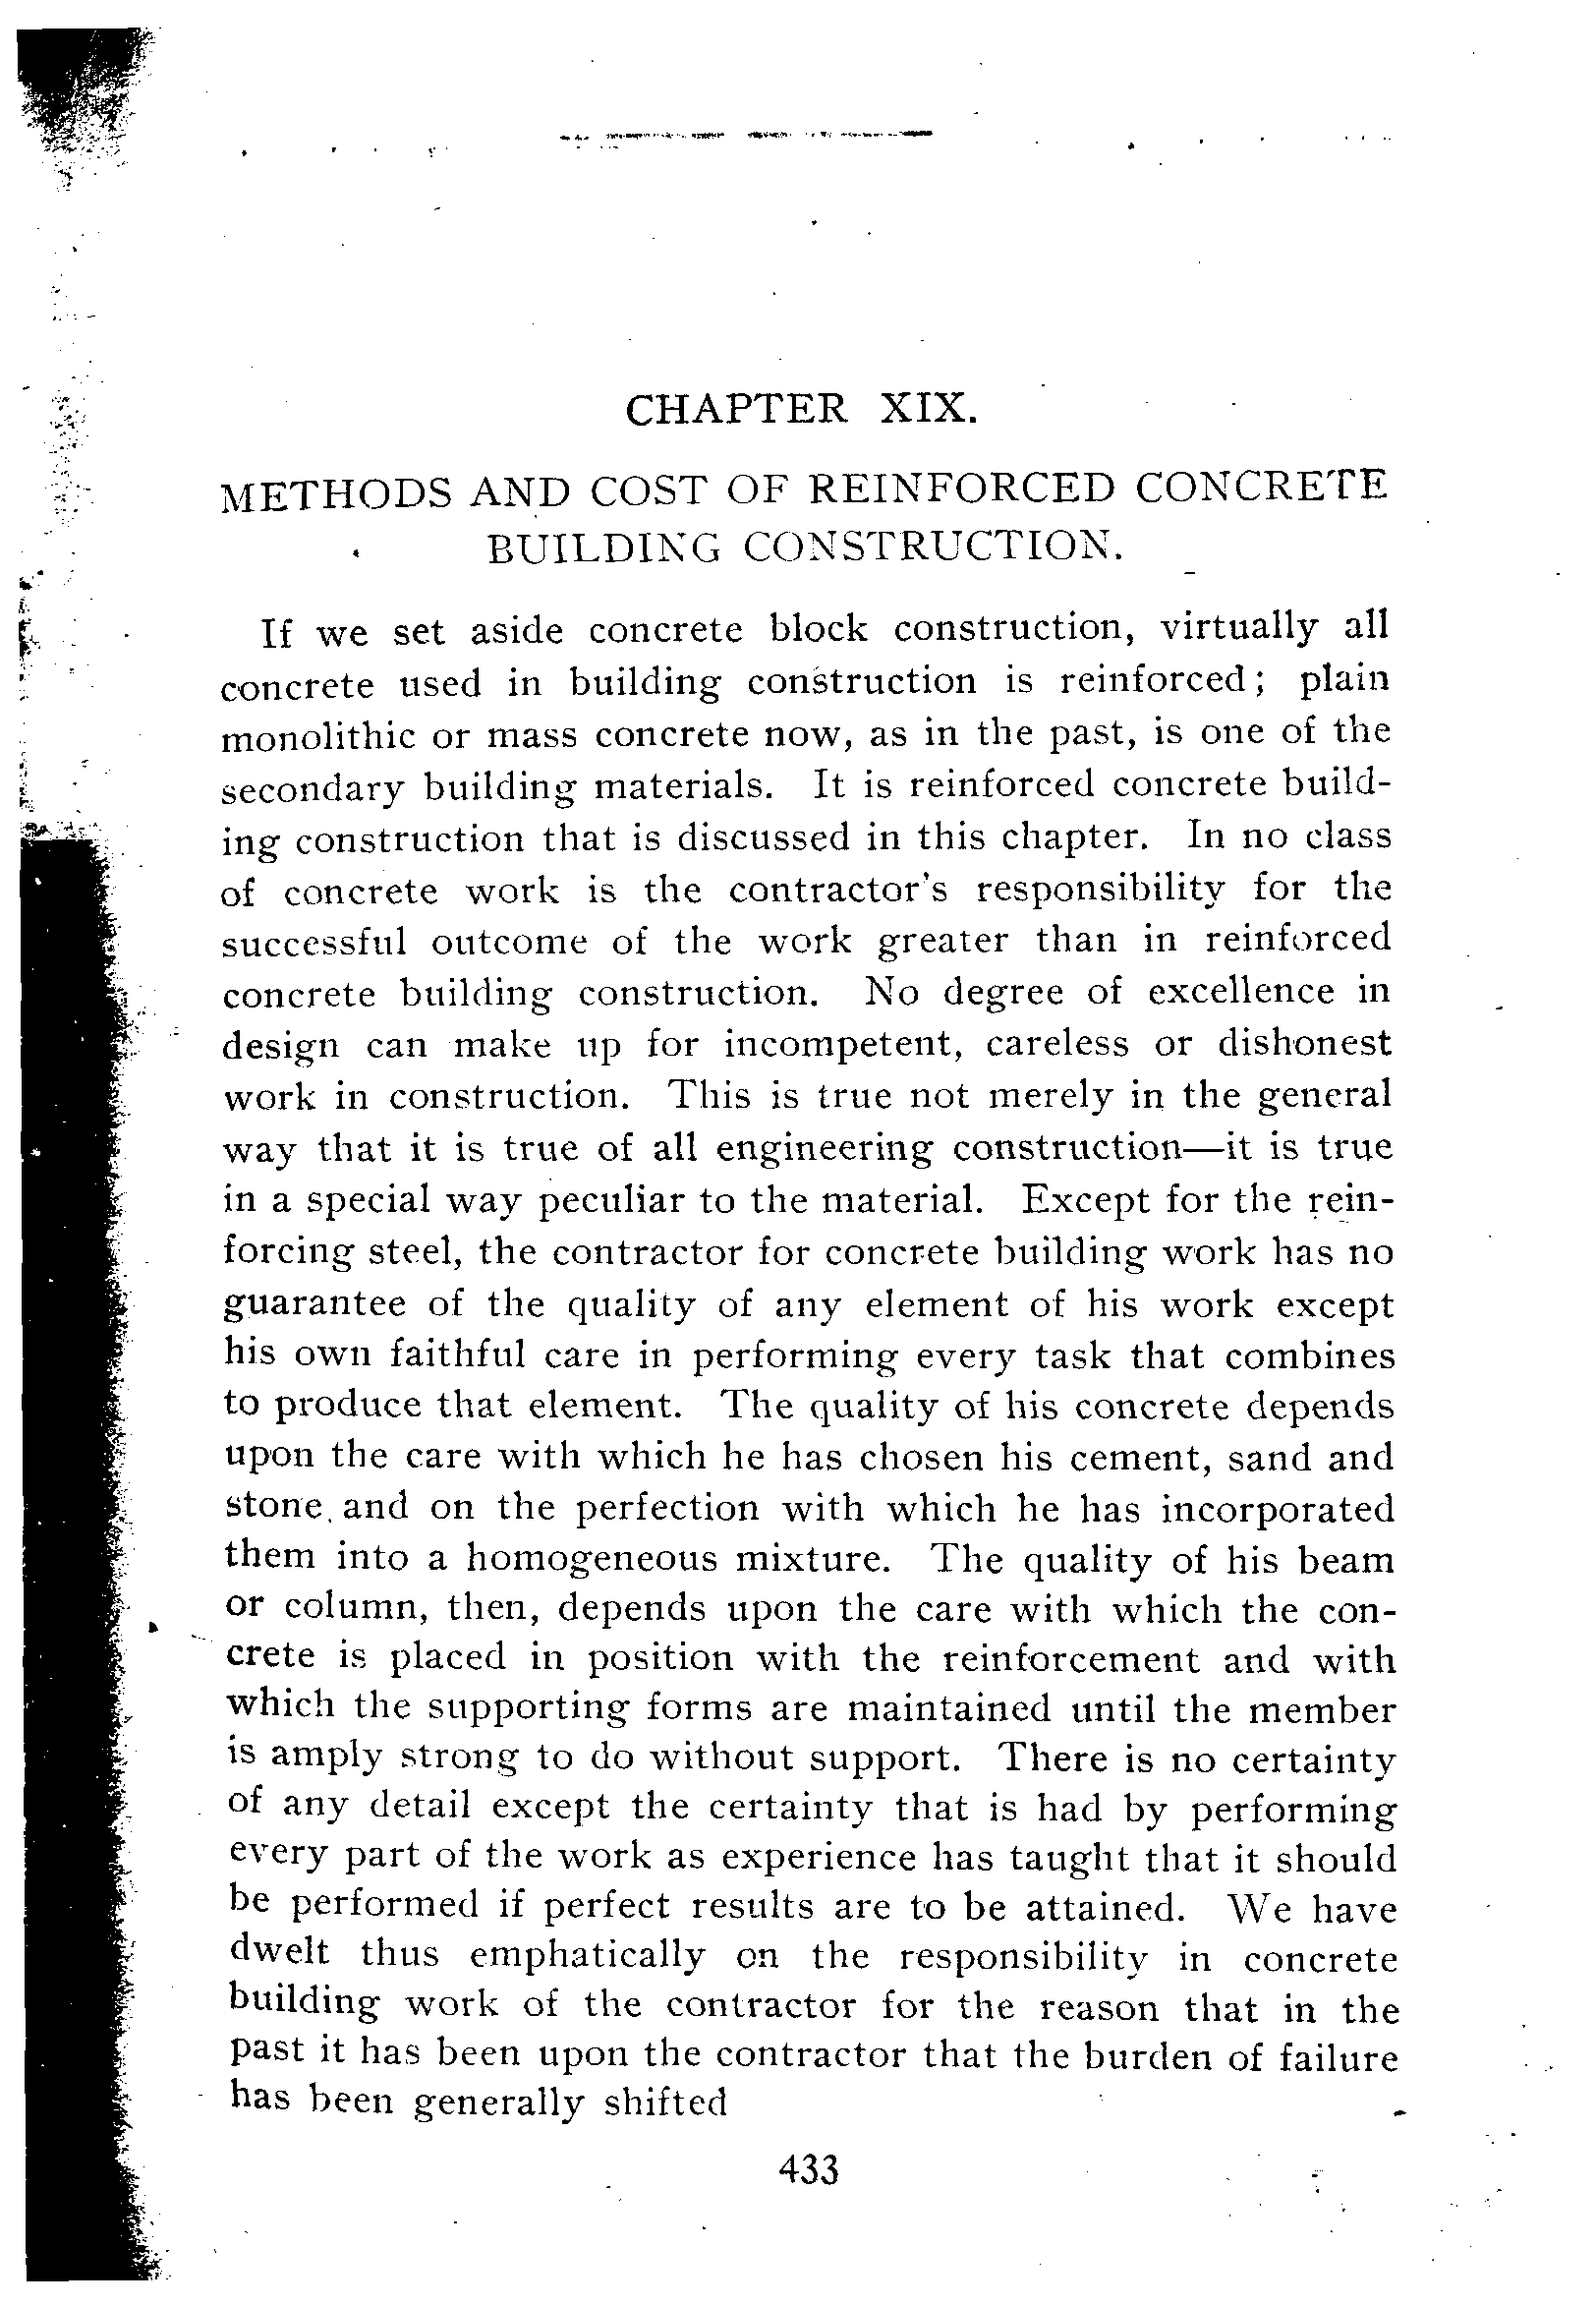 CHAPTER XIX.
METHODS AND COST OF REINFORCED CONCRETE
BUILDING CONSTRUCTION.
If we set aside concrete block construction, virtually all
concrete used in building construction is reinforced; plain
monolithic or mass concrete now, as in the past, is one of the
secondary building materials. It is reinforced concrete build-
ing construction that is discussed in this chapter. In no class
of concrete work is the contractor's responsibility for the
successful outcome of the work greater than in reinforced
concrete building construction. No degree of excellence in
design can make up for incompetent, careless or dishonest
work in construction. This is true not merely in the general
way that it is true of all engineering construction—it is true
in a special way peculiar to the material. Except for the rein-
forcing steel, the contractor for concrete building work has no
guarantee of the quality of any element of his work except
his own faithful care in performing every task that combines
to produce that element. The quality of his concrete depends
upon the care with which he has chosen his cement, sand and
stone and on the perfection with which he has incorporated
them into a homogeneous mixture. The quality of his beam
or column, then, depends upon the care with which the con-
crete is placed in position with the reinforcement and with
which the supporting forms are maintained until the member
is amply strong to do without support. There is no certainty
of any detail except the certainty that is had by performing
every part of the work as experience has taught that it should
be performed if perfect results are to be attained. We have
dwelt thus emphatically on the responsibility in concrete
building work of the contractor for the reason that in the
past it has been upon the contractor that the burden of failure
has been generally shifted
433